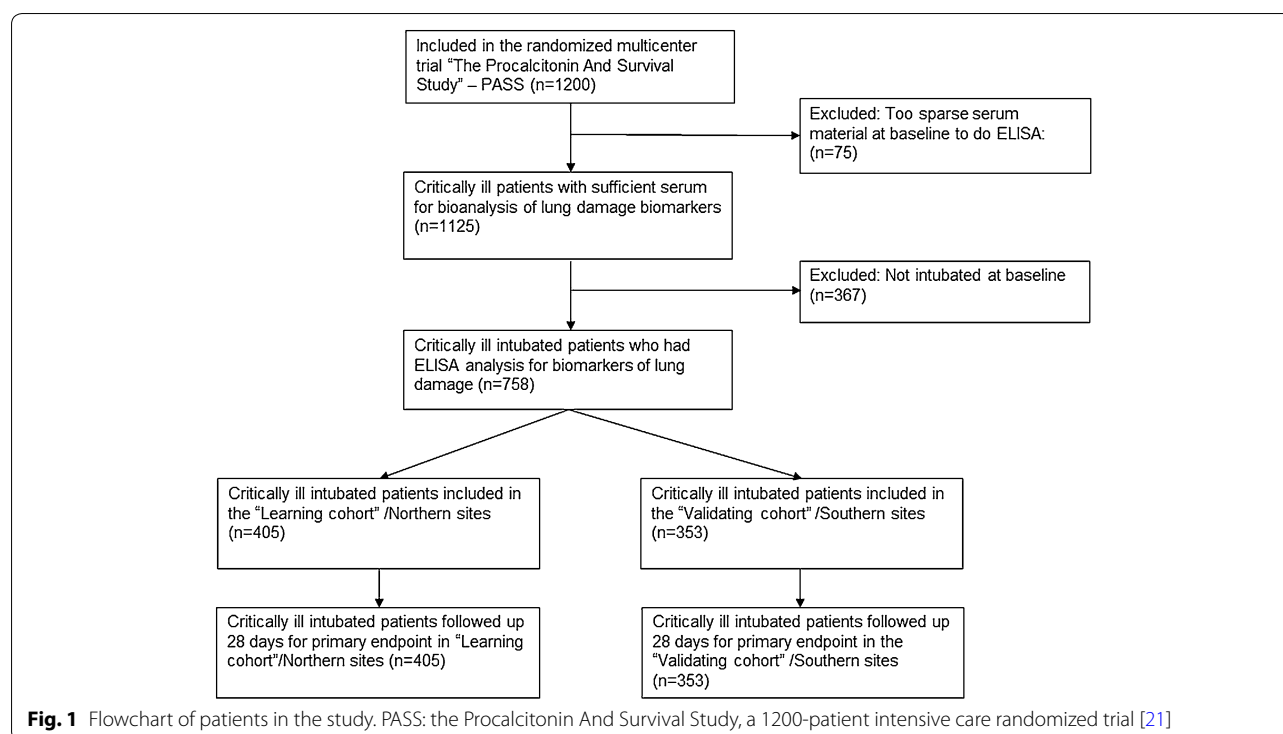 Included in the randomized multicenter
trial “The Procalcitonin And Survival
Study” – PASS (n=1200)
Excluded: Too sparse serum
material at baseline to do ELISA:
(n=75)
Critically ill patients with sufficient serum
for bioanalysis of lung damage biomarkers
(n=1125)
Excluded: Not intubated at baseline
(n=367)
Critically ill intubated patients who had
ELISA analysis for biomarkers of lung
damage (n=758)
Critically ill intubated patients included in
the “Learning cohort” /Northern sites
(n=405)
Critically ill intubated patients included in
the “Validating cohort” /Southern sites
(n=353)
Critically ill intubated patients followed up
28 days for primary endpoint in “Learning
cohort”/Northern sites (n=405)
Critically ill intubated patients followed up
28 days for primary endpoint in the
“Validating cohort” /Southern sites
(n=353)
Fig. 1 Flowchart of patients in the study. PASS: the Procalcitonin And Survival Study, a 1200-patient intensive care randomized trial [21]